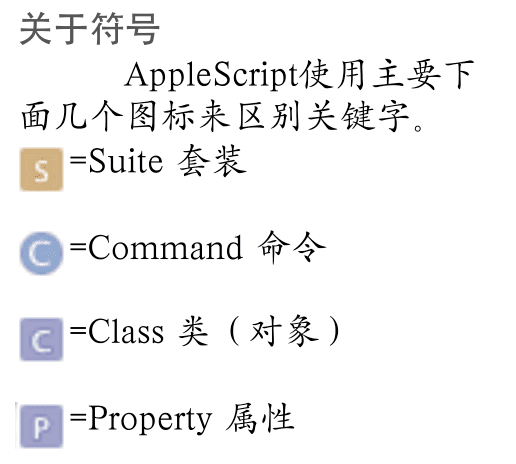 关于符号
AppleScript使用主要下
面几个图标来区别关键字。
S =Suite 套装
C =Command 命令
C =Class 类（对象）
P =Property 属性